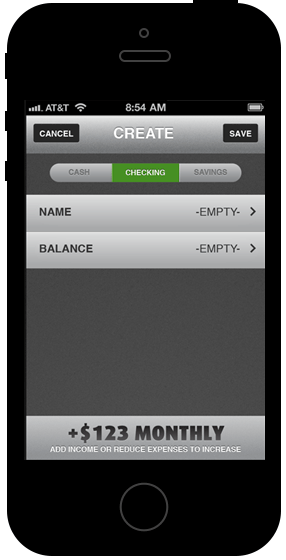 AT&T 8:54 AM
CANCEL CREATE SAVE
CASH CHECKING SAVINGS
NAME -EMPTY-
BALANCE -EMPTY-
+$123 MONTHLY
ADD INCOME OR REDUCE EXPENSES TO INCREASE